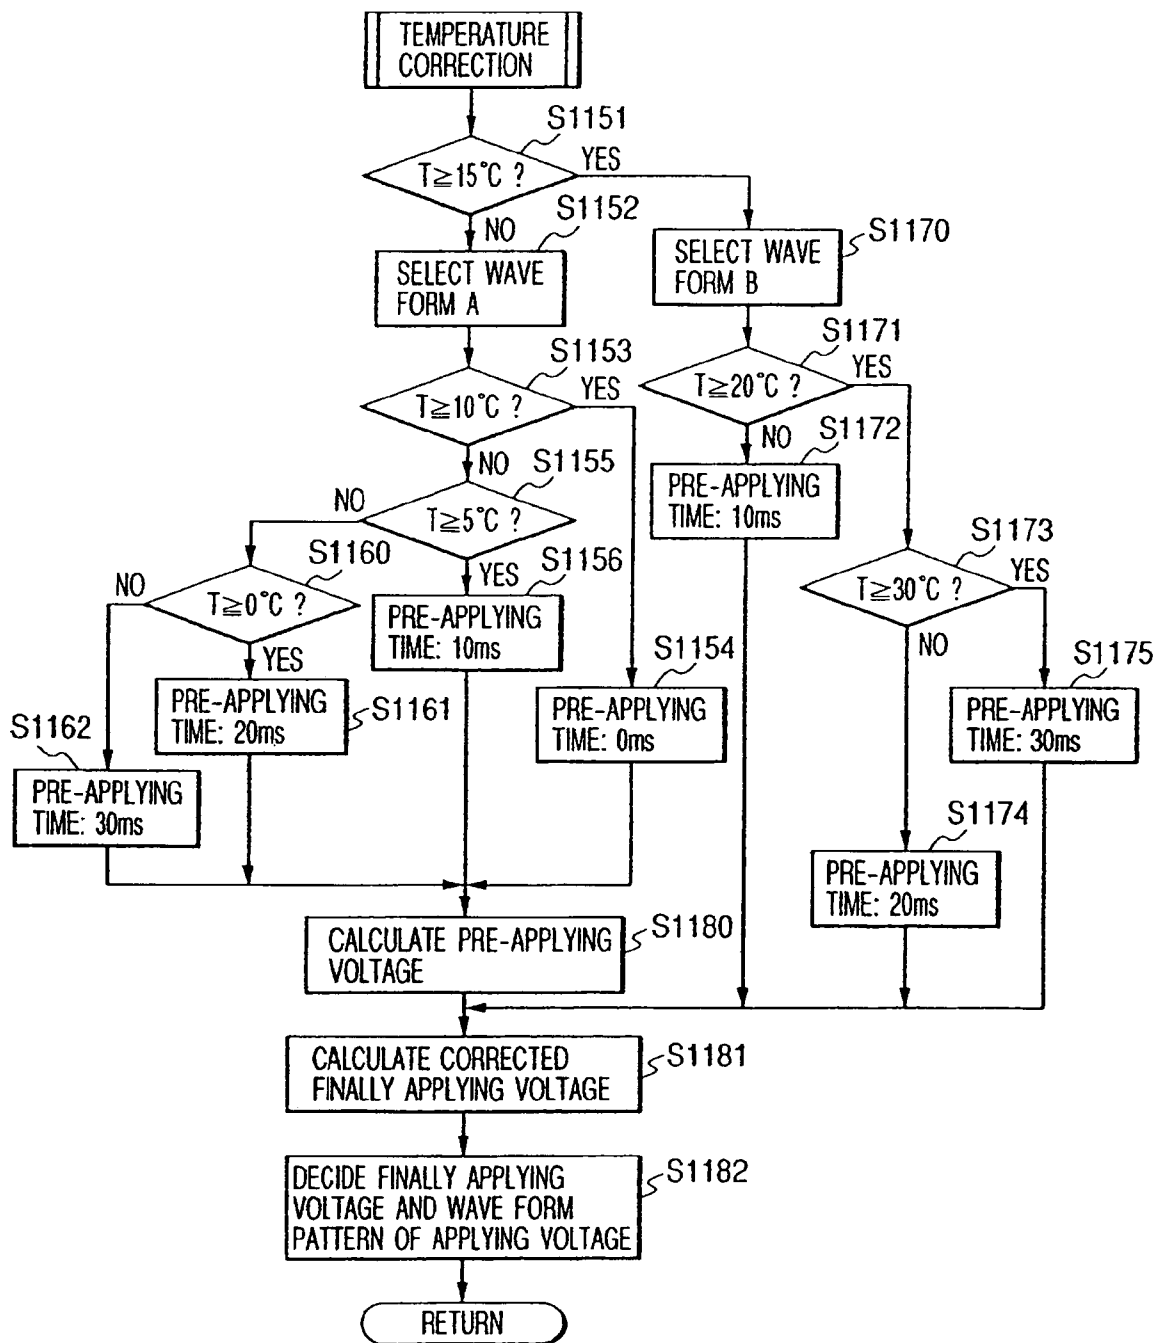 TEMPERATURE
CORRECTION
S1151
T≧15°C ?
YES
NO
S1152
SELECT WAVE
FORM A
S1170
SELECT WAVE
FORM B
S1153
T≧10°C ?
YES
NO
S1171
T≧20°C ?
YES
NO
S1172
PRE-APPLYING
TIME: 10ms
S1155
T≧5°C ?
NO
YES
S1156
PRE-APPLYING
TIME: 10ms
S1160
T≧0°C ?
NO
YES
S1173
T≧30°C ?
YES
NO
S1154
PRE-APPLYING
TIME: 0ms
S1175
PRE-APPLYING
TIME: 30ms
S1161
PRE-APPLYING
TIME: 20ms
S1162
PRE-APPLYING
TIME: 30ms
S1174
PRE-APPLYING
TIME: 20ms
S1180
CALCULATE PRE-APPLYING
VOLTAGE
S1181
CALCULATE CORRECTED
FINALLY APPLYING VOLTAGE
S1182
DECIDE FINALLY APPLYING
VOLTAGE AND WAVE FORM
PATTERN OF APPLYING VOLTAGE
RETURN